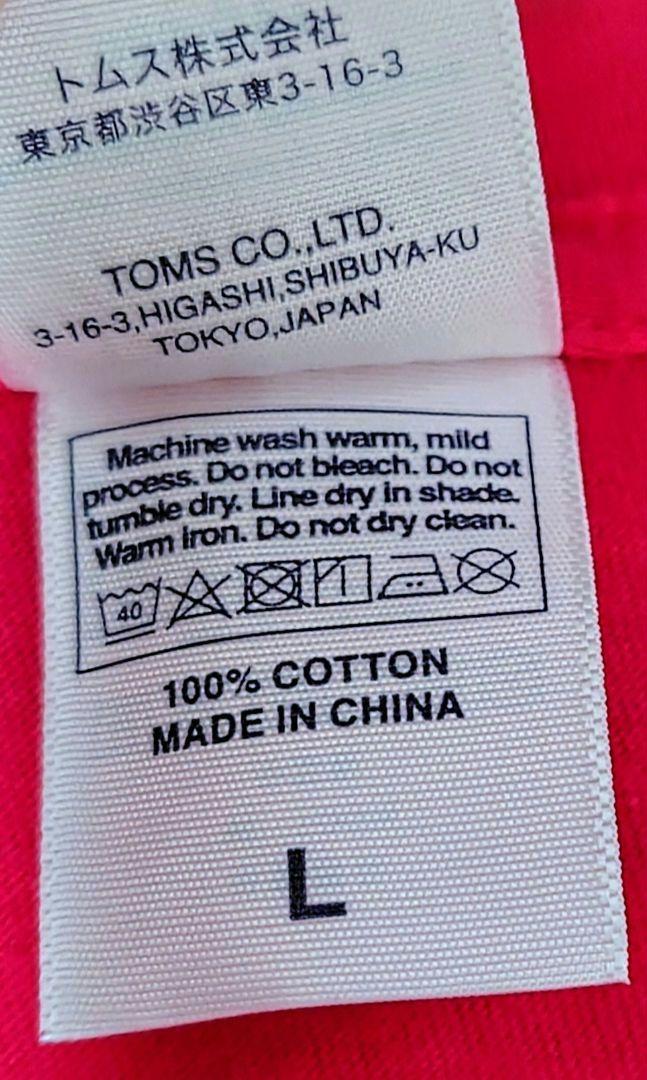 トムス株式会社
東京都渋谷区東3-16-3
TOMS CO.,LTD.
3-16-3,HIGASHI,SHIBUYA-KU
TOKYO,JAPAN
Machine wash warm, mild
process. Do not bleach. Do not
tumble dry. Line dry in shade.
Warm iron. Do not dry clean.
40
100% COTTON
MADE IN CHINA
L